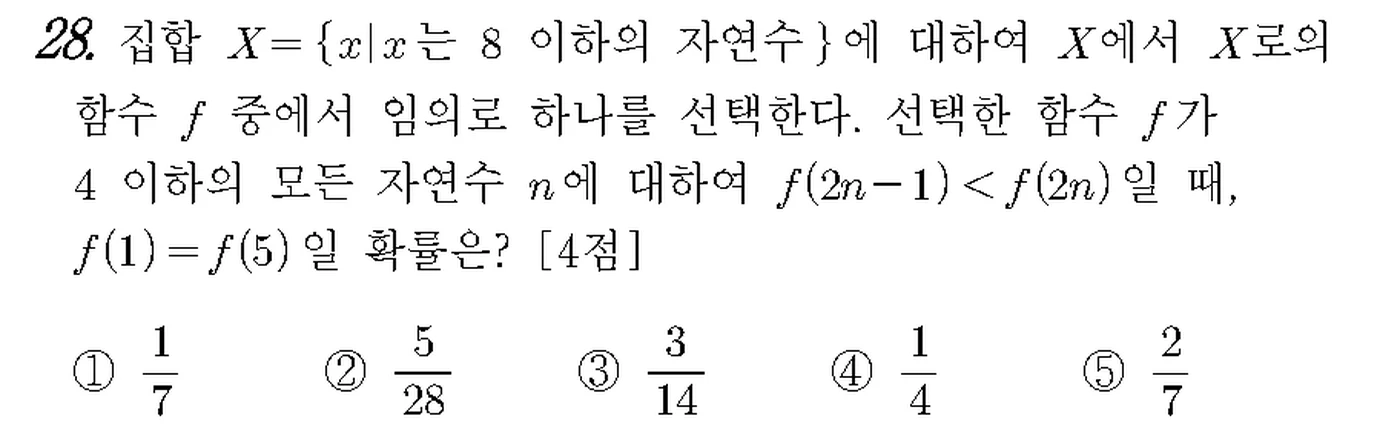 28. 집합 X={x|x는 8 이하의 자연수}에 대하여 X에서 X로의
함수 f 중에서 임의로 하나를 선택한다. 선택한 함수 f가
4 이하의 모든 자연수 n에 대하여 f(2n-1)<f(2n)일 때,
f(1)=f(5)일 확률은? [4점]
① 1/7 ② 5/28 ③ 3/14 ④ 1/4 ⑤ 2/7